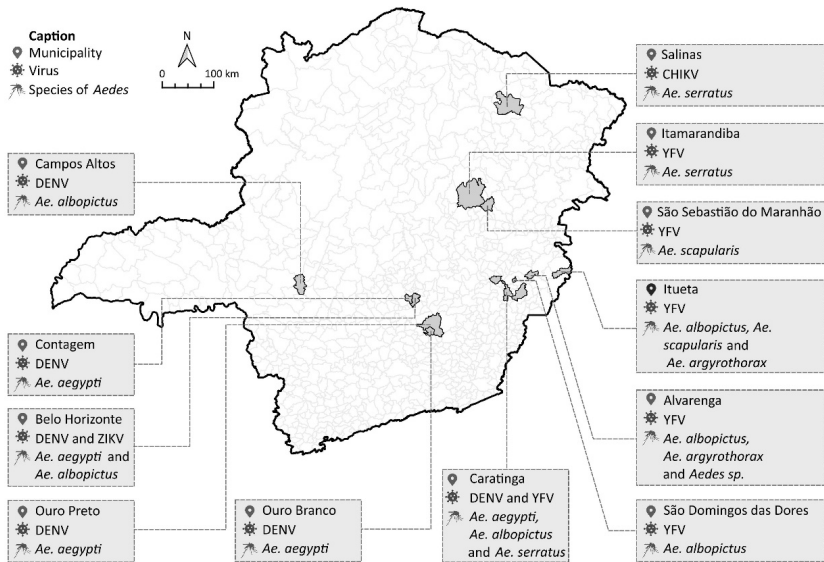 Caption
Municipality
Virus
Species of Aedes
N
0 100 km
Salinas
CHIKV
Ae. serratus
Itamarandiba
YFV
Ae. serratus
Campos Altos
DENV
Ae. albopictus
São Sebastião do Maranhão
YFV
Ae. scapularis
Itueta
YFV
Ae. albopictus, Ae.
scapularis and
Ae. argyrothorax
Contagem
DENV
Ae. aegypti
Alvarenga
YFV
Ae. albopictus,
Ae. argyrothorax
and Aedes sp.
Belo Horizonte
DENV and ZIKV
Ae. aegypti and
Ae. albopictus
Ouro Preto
DENV
Ae. aegypti
Ouro Branco
DENV
Ae. aegypti
Caratinga
DENV and YFV
Ae. aegypti,
Ae. albopictus
and Ae. serratus
São Domingos das Dores
YFV
Ae. albopictus